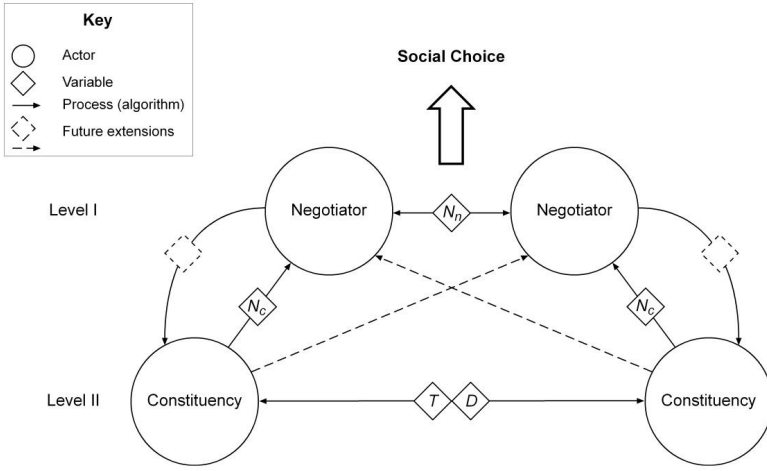 Key
Actor
Variable
Process (algorithm)
Future extensions
Social Choice
Level I
Negotiator
Nn
Negotiator
Nc
Nc
Level II
Constituency
T
D
Constituency